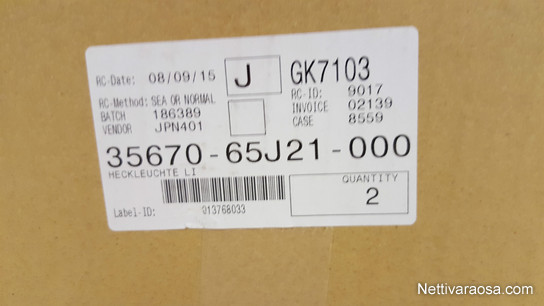 RC-Date: 08/09/15 J GK7103
RC-Method: SEA OR NORMAL RC-ID: 9017
BATCH 186389 INVOICE 02139
VENDOR JPN401 CASE 8559
35670-65J21-000
HECKLEUCHTE LI
QUANTITY
2
Label-ID: 013768033
Nettivaraosa.com